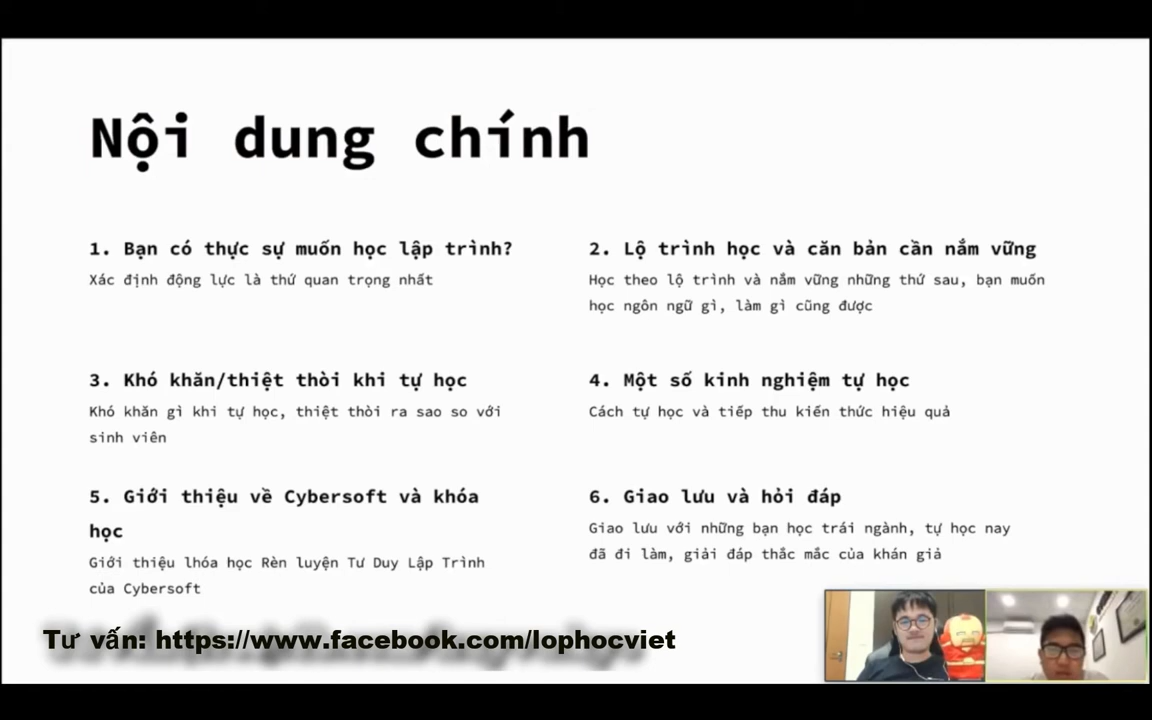 Nội dung chính
1. Bạn có thực sự muốn học lập trình?
Xác định động lực là thứ quan trọng nhất
2. Lộ trình học và căn bản cần nắm vững
Học theo lộ trình và nắm vững những thứ sau, bạn muốn
học ngôn ngữ gì, làm gì cũng được
3. Khó khăn/thiệt thòi khi tự học
Khó khăn gì khi tự học, thiệt thòi ra sao so với
sinh viên
4. Một số kinh nghiệm tự học
Cách tự học và tiếp thu kiến thức hiệu quả
5. Giới thiệu về Cybersoft và khóa
học
Giới thiệu lhóa học Rèn luyện Tư Duy Lập Trình
của Cybersoft
6. Giao lưu và hỏi đáp
Giao lưu với những bạn học trái ngành, tự học nay
đã đi làm, giải đáp thắc mắc của khán giả
Tư vấn: https://www.facebook.com/lophocviet